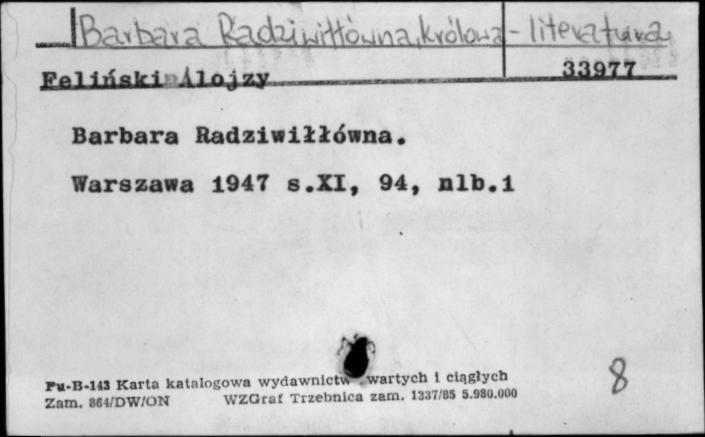 Barbara Radziwiłłówna, królowa - literatura
Feliński Alojzy 33977
Barbara Radziwiłłówna.
Warszawa 1947 s.XI, 94, nlb.1
8
Pu-B-143 Karta katalogowa wydawnictw wartych i ciągłych
Zam. 864/DW/ON WZGraf Trzebnica zam. 1337/85 5.980.000